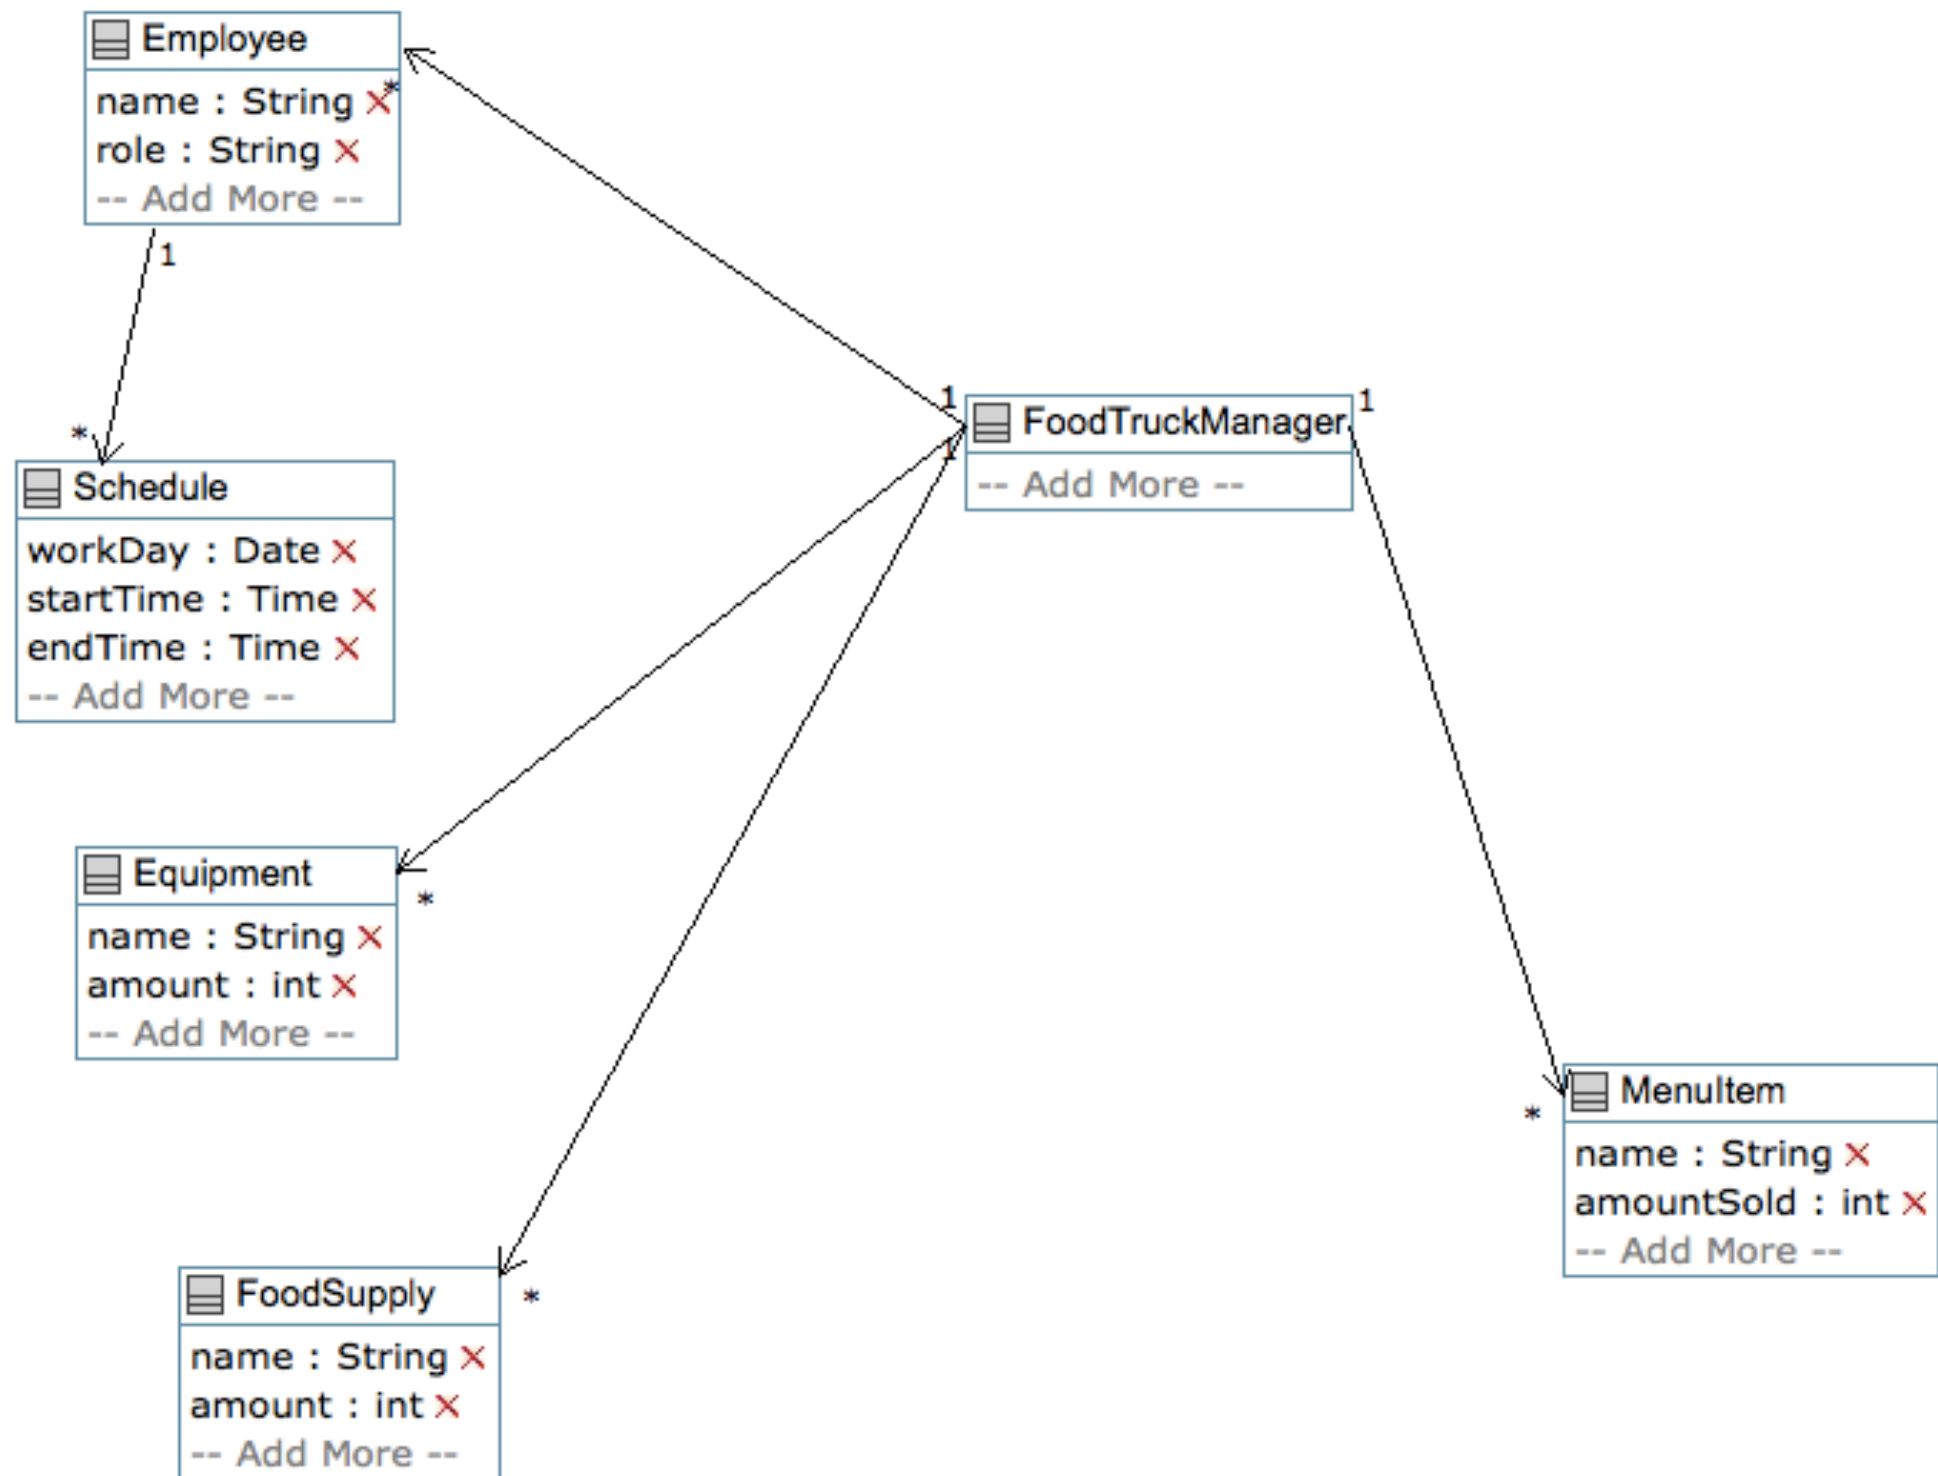 Employee
name : String
*
role : String
-- Add More --
1
1
FoodTruckManager
1
1
-- Add More --
*
Schedule
workDay : Date
startTime : Time
endTime : Time
-- Add More --
Equipment
*
name : String
amount : int
-- Add More --
MenuItem
*
name : String
amountSold : int
-- Add More --
FoodSupply
*
name : String
amount : int
-- Add More --